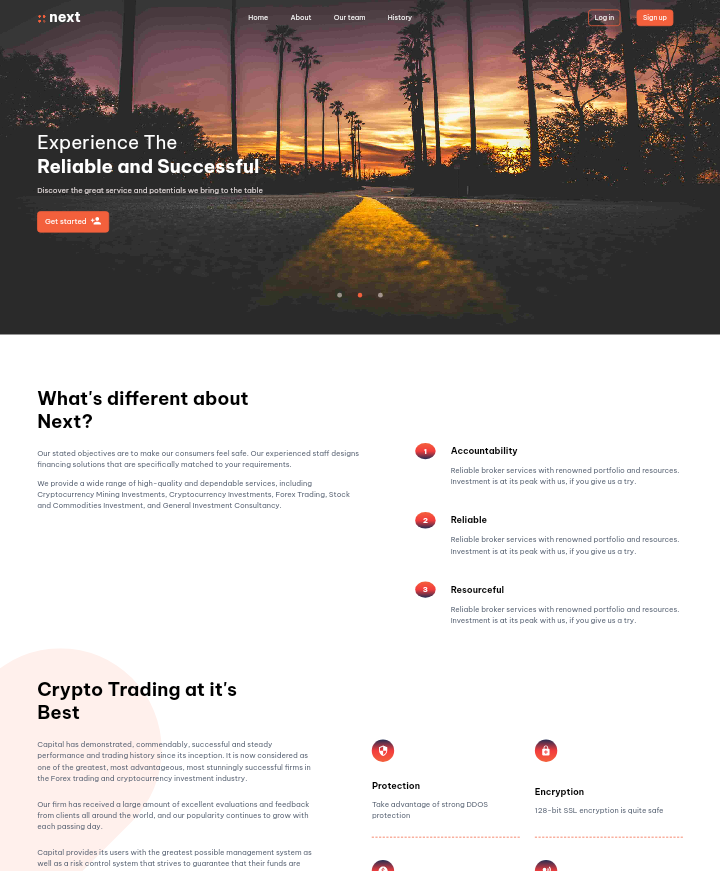 next
Home
About
Our team
History
Log in
Sign up
Experience The
Reliable and Successful
Discover the great service and potentials we bring to the table
Get started
What's different about
Next?
Our stated objectives are to make our consumers feel safe. Our experienced staff designs
financing solutions that are specifically matched to your requirements.
We provide a wide range of high-quality and dependable services, including
Cryptocurrency Mining Investments, Cryptocurrency Investments, Forex Trading, Stock
and Commodities Investment, and General Investment Consultancy.
1
Accountability
Reliable broker services with renowned portfolio and resources.
Investment is at its peak with us, if you give us a try.
2
Reliable
Reliable broker services with renowned portfolio and resources.
Investment is at its peak with us, if you give us a try.
3
Resourceful
Reliable broker services with renowned portfolio and resources.
Investment is at its peak with us, if you give us a try.
Crypto Trading at it's
Best
Capital has demonstrated, commendably, successful and steady
performance and trading history since its inception. It is now considered as
one of the greatest, most advantageous, most stunningly successful firms in
the Forex trading and cryptocurrency investment industry.
Our firm has received a large amount of excellent evaluations and feedback
from clients all around the world, and our popularity continues to grow with
each passing day.
Capital provides its users with the greatest possible management system as
well as a risk control system that strives to guarantee that their funds are
Protection
Take advantage of strong DDOS
protection
Encryption
128-bit SSL encryption is quite safe